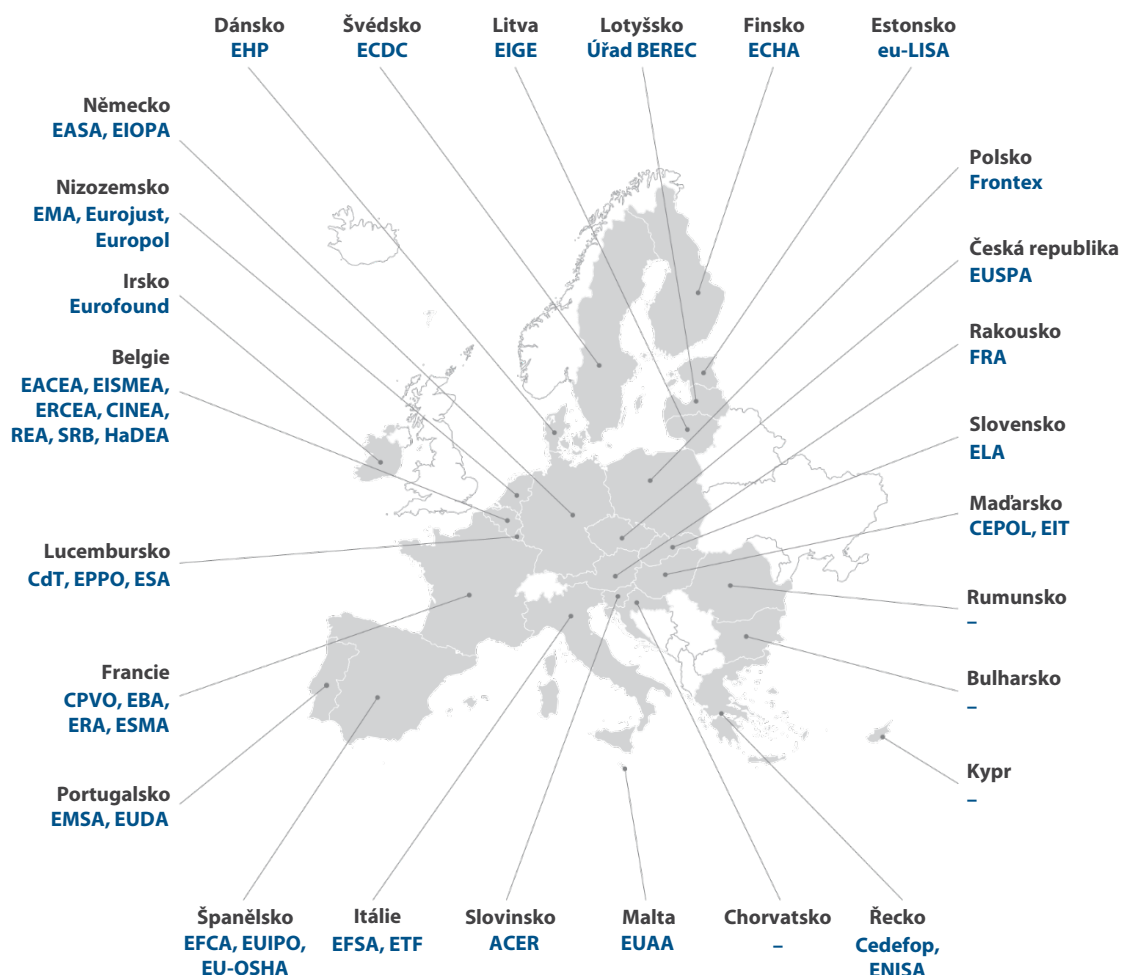 Dánsko
EHP
Švédsko
ECDC
Litva
EIGE
Lotyšsko
Úřad BEREC
Finsko
ECHA
Estonsko
eu-LISA
Německo
EASA, EIOPA
Nizozemsko
EMA, Eurojust,
Europol
Irsko
Eurofound
Belgie
EACEA, EISMEA,
ERCEA, CINEA,
REA, SRB, HaDEA
Lucembursko
CdT, EPPO, ESA
Francie
CPVO, EBA,
ERA, ESMA
Portugalsko
EMSA, EUDA
Polsko
Frontex
Česká republika
EUSPA
Rakousko
FRA
Slovensko
ELA
Maďarsko
CEPOL, EIT
Rumunsko
–
Bulharsko
–
Kypr
–
Španělsko
EFCA, EUIPO,
EU-OSHA
Itálie
EFSA, ETF
Slovinsko
ACER
Malta
EUAA
Chorvatsko
–
Řecko
Cedefop,
ENISA